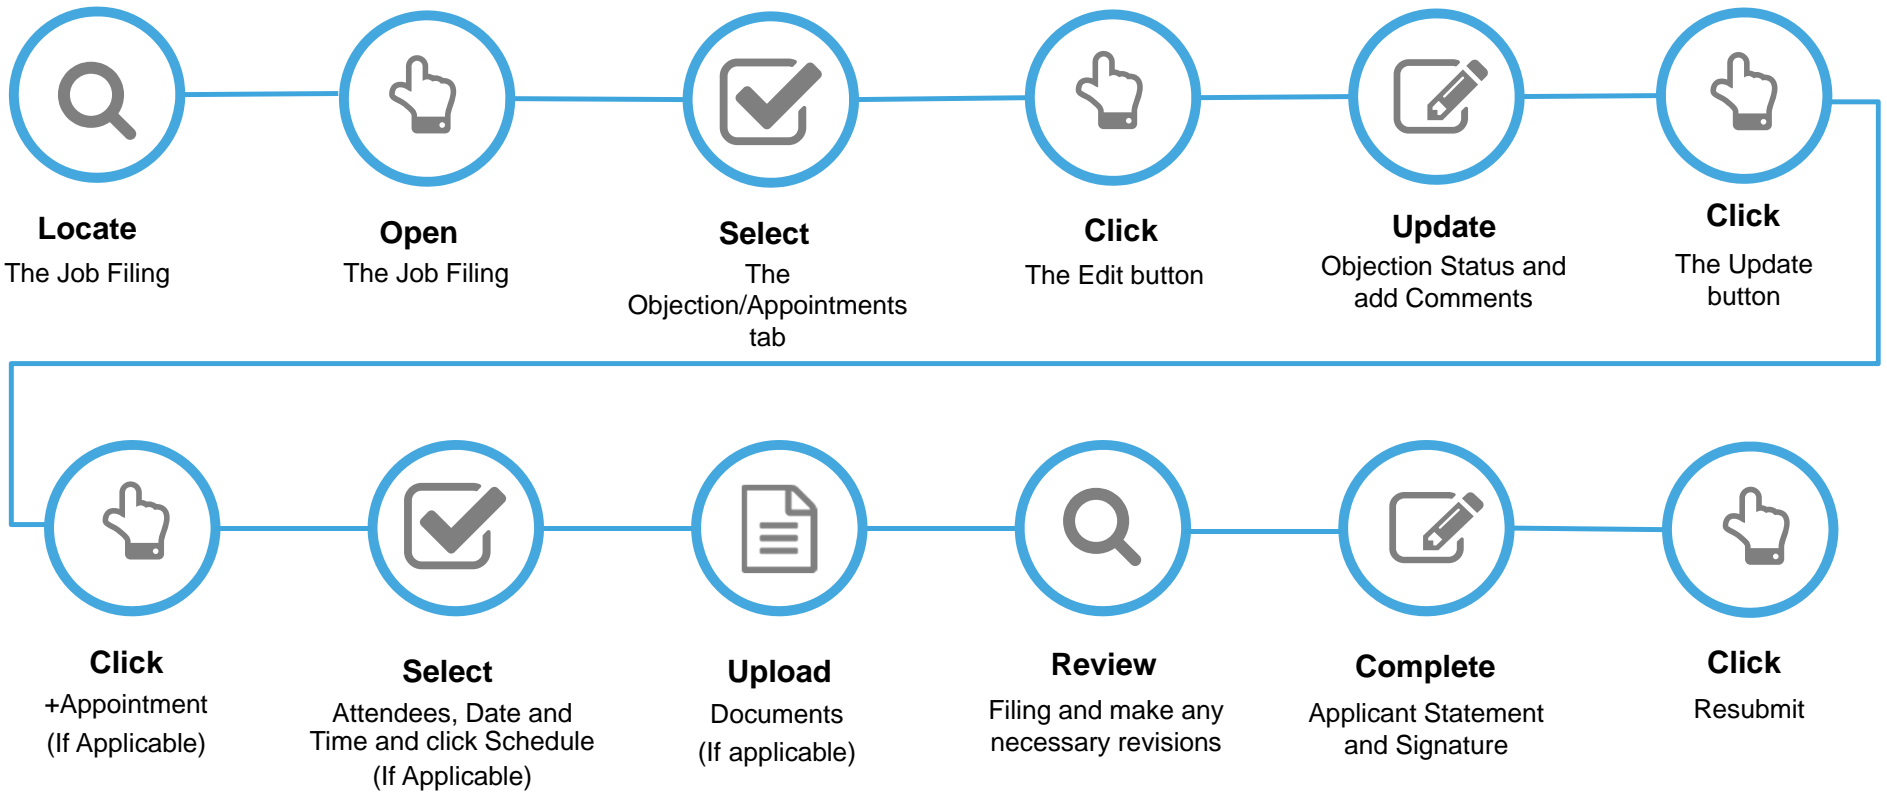 Locate
The Job Filing
Open
The Job Filing
Select
The
Objection/Appointments
tab
Click
The Edit button
Update
Objection Status and
add Comments
Click
The Update
button
Click
+Appointment
(If Applicable)
Select
Attendees, Date and
Time and click Schedule
(If Applicable)
Upload
Documents
(If applicable)
Review
Filing and make any
necessary revisions
Complete
Applicant Statement
and Signature
Click
Resubmit